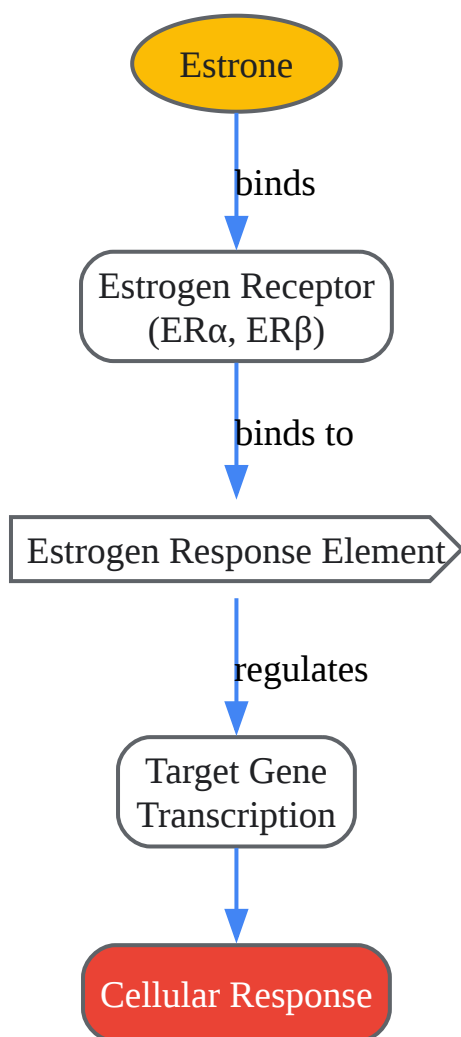 Estrone
binds
Estrogen Receptor
(ERα, ERβ)
binds to
Estrogen Response Element
regulates
Target Gene
Transcription
Cellular Response